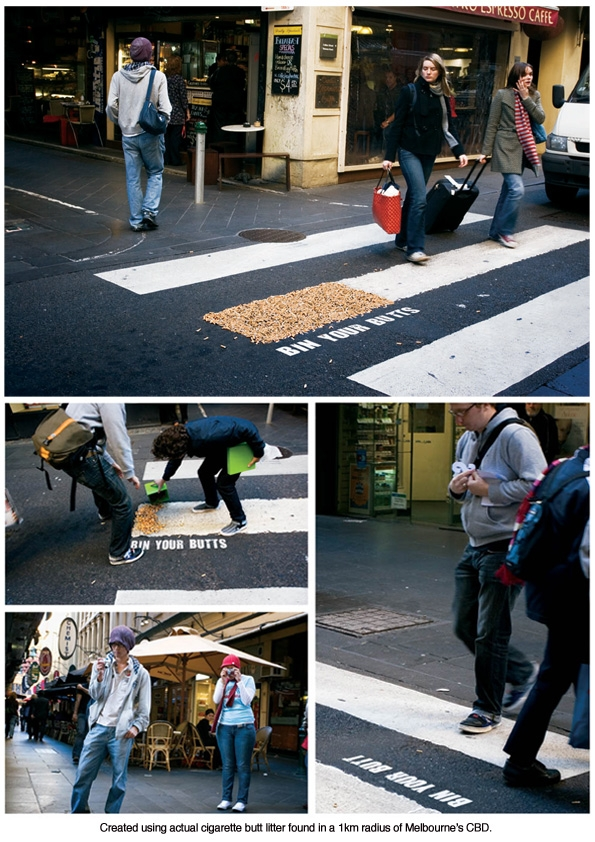 ESPRESSO CAFFE
SPECIALS
BIN YOUR BUTTS
BIN YOUR BUTTS
BIN YOUR BUTT
Created using actual cigarette butt litter found in a 1km radius of Melbourne's CBD.